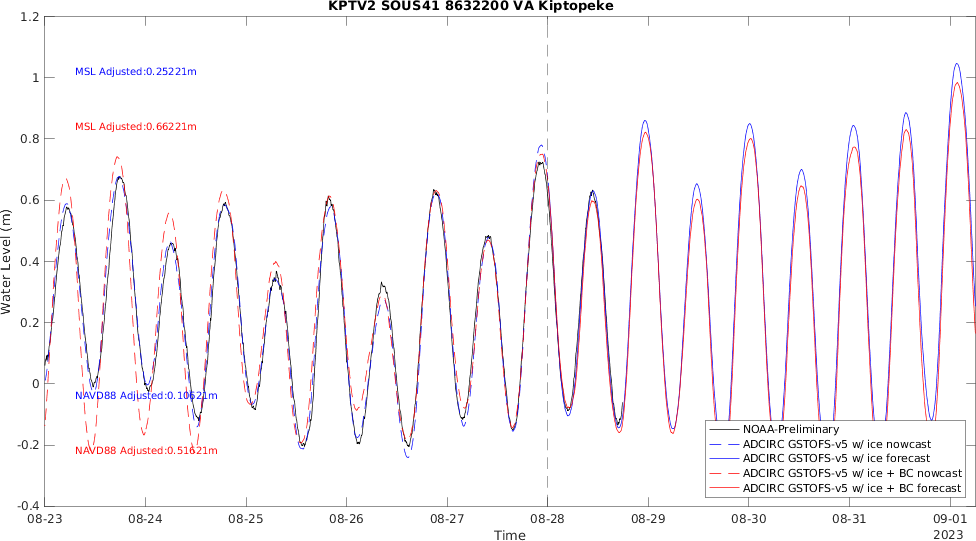 KPTV2 SOUS41 8632200 VA Kiptopeke
1.2
1
0.8
0.6
0.4
0.2
0
-0.2
-0.4
Water Level (m)
MSL Adjusted:0.25221m
MSL Adjusted:0.66221m
NAVD88 Adjusted:0.10621m
NAVD88 Adjusted:0.51621m
NOAA-Preliminary
ADCIRC GSTOFS-v5 w/ ice nowcast
ADCIRC GSTOFS-v5 w/ ice forecast
ADCIRC GSTOFS-v5 w/ ice + BC nowcast
ADCIRC GSTOFS-v5 w/ ice + BC forecast
08-23 08-24 08-25 08-26 08-27 08-28 08-29 08-30 08-31 09-01
2023
Time